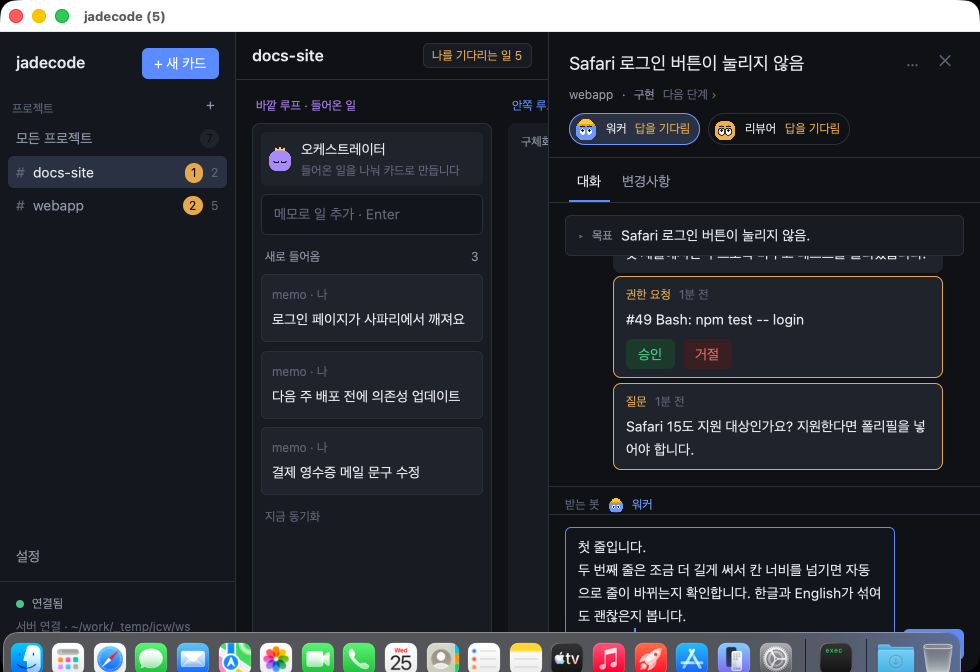 jadecode (5)
jadecode
+ 새 카드
프로젝트
+
모든 프로젝트 7
# docs-site 1 2
# webapp 2 5
설정
연결됨
서버 연결 · ~/work/_temp/jcw/ws
docs-site
나를 기다리는 일 5
바깥 루프 · 들어온 일
안쪽 루
오케스트레이터
들어온 일을 나눠 카드로 만듭니다
메모로 일 추가 · Enter
새로 들어옴 3
memo · 나
로그인 페이지가 사파리에서 깨져요
memo · 나
다음 주 배포 전에 의존성 업데이트
memo · 나
결제 영수증 메일 문구 수정
지금 동기화
구체화
Safari 로그인 버튼이 눌리지 않음
webapp · 구현 다음 단계 ›
워커 답을 기다림
리뷰어 답을 기다림
대화 변경사항
목표 Safari 로그인 버튼이 눌리지 않음.
권한 요청 1분 전
#49 Bash: npm test -- login
승인 거절
질문 1분 전
Safari 15도 지원 대상인가요? 지원한다면 폴리필을 넣
어야 합니다.
받는 봇 워커
첫 줄입니다.
두 번째 줄은 조금 더 길게 써서 칸 너비를 넘기면 자동
으로 줄이 바뀌는지 확인합니다. 한글과 English가 섞여
도 괜찮은지 봅니다.
Wed
25
tv
exec